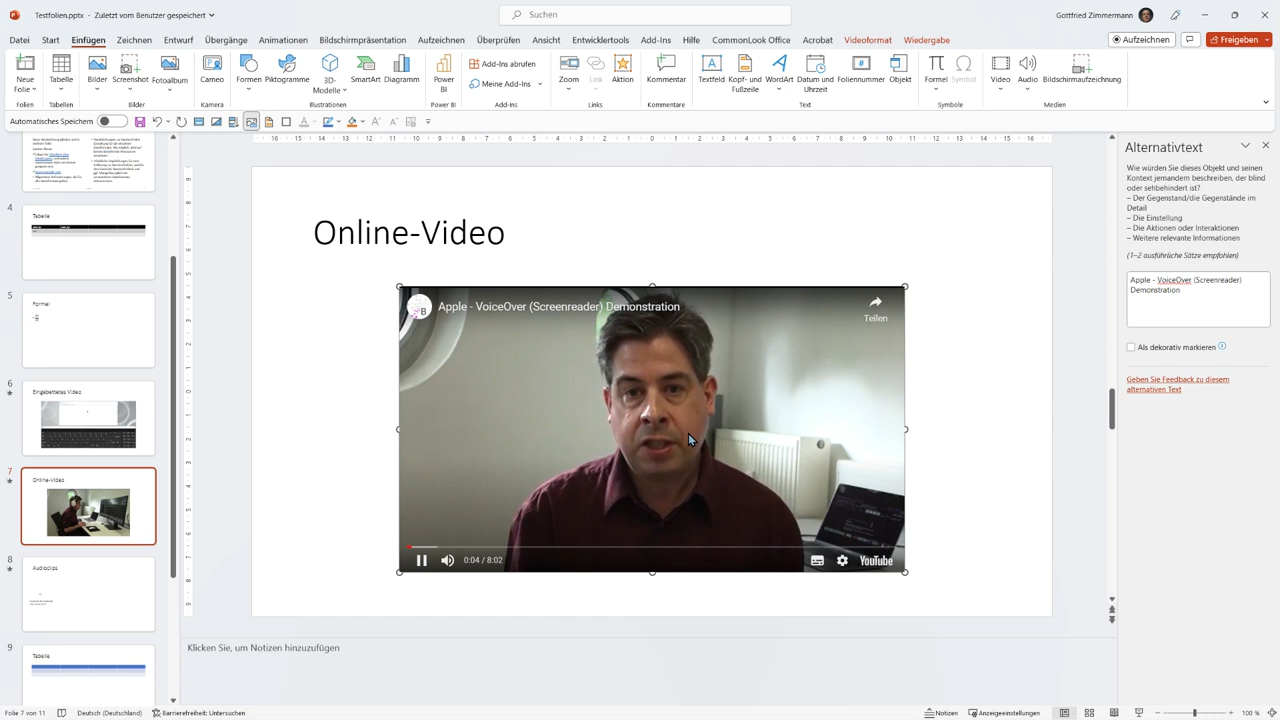 Testfolien.pptx • Zuletzt vom Benutzer gespeichert
Suchen
Gottfried Zimmermann
Datei Start Einfügen Zeichnen Entwurf Übergänge Animationen Bildschirmpräsentation Aufzeichnen Überprüfen Ansicht Entwicklertools Add-Ins Hilfe CommonLook Office Acrobat Videoformat Wiedergabe
Aufzeichnen
Freigeben
Neue Folie
Tabelle
Bilder
Screenshot
Fotoalbum
Cameo
Formen
Piktogramme
3D-Modelle
SmartArt
Diagramm
Power BI
Add-Ins abrufen
Meine Add-Ins
Zoom
Link
Aktion
Kommentar
Textfeld
Kopf- und Fußzeile
WordArt
Datum und Uhrzeit
Foliennummer
Objekt
Formel
Symbol
Video
Audio
Bildschirmaufzeichnung
Folien Tabellen Bilder Kamera Illustrationen Power BI Add-Ins Links Kommentare Text Symbole Medien
Automatisches Speichern
4
Tabelle
5
Formel
6
Eingebettetes Video
7
Online-Video
8
Audioclips
9
Tabelle
Online-Video
Apple - VoiceOver (Screenreader) Demonstration
Teilen
0:04 / 8:02
YouTube
Klicken Sie, um Notizen hinzuzufügen
Alternativtext
Wie würden Sie dieses Objekt und seinen
Kontext jemandem beschreiben, der blind
oder sehbehindert ist?
– Der Gegenstand/die Gegenstände im
Detail
– Die Einstellung
– Die Aktionen oder Interaktionen
– Weitere relevante Informationen
(1–2 ausführliche Sätze empfohlen)
Apple - VoiceOver (Screenreader)
Demonstration
Als dekorativ markieren
Geben Sie Feedback zu diesem
alternativen Text
Folie 7 von 11
Deutsch (Deutschland)
Barrierefreiheit: Untersuchen
Notizen
Anzeigeeinstellungen
100 %